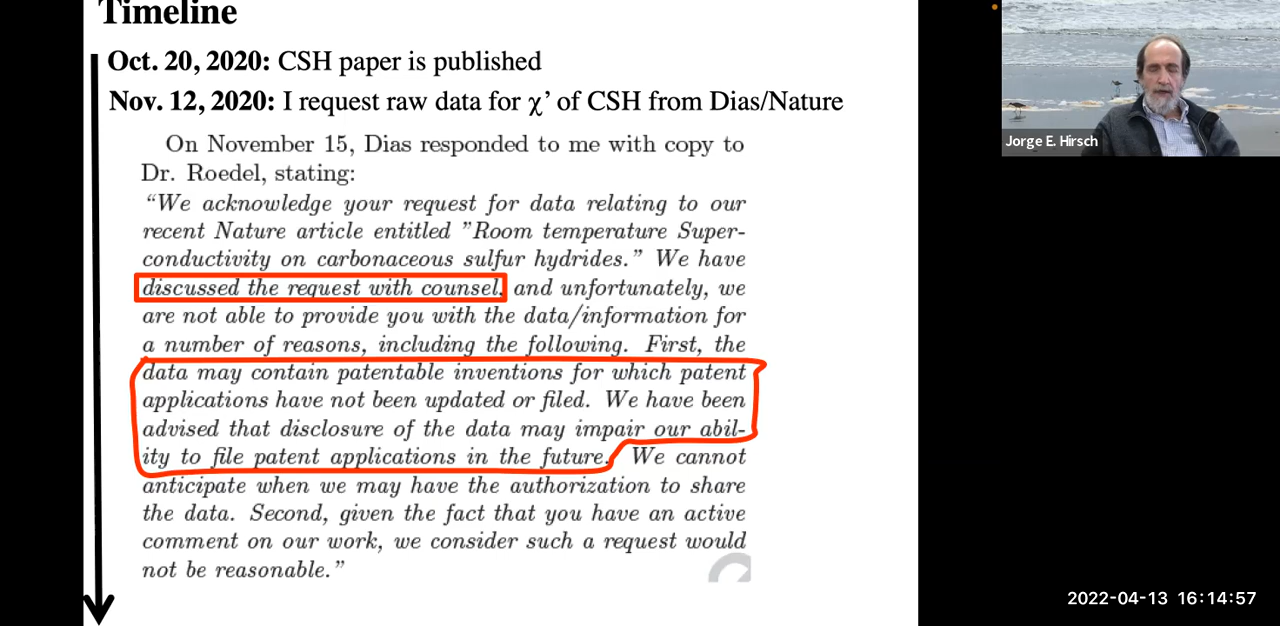 Timeline
Oct. 20, 2020: CSH paper is published
Nov. 12, 2020: I request raw data for χ’ of CSH from Dias/Nature
On November 15, Dias responded to me with copy to
Dr. Roedel, stating:
“We acknowledge your request for data relating to our
recent Nature article entitled ”Room temperature Super-
conductivity on carbonaceous sulfur hydrides.” We have
discussed the request with counsel, and unfortunately, we
are not able to provide you with the data/information for
a number of reasons, including the following. First, the
data may contain patentable inventions for which patent
applications have not been updated or filed. We have been
advised that disclosure of the data may impair our abil-
ity to file patent applications in the future. We cannot
anticipate when we may have the authorization to share
the data. Second, given the fact that you have an active
comment on our work, we consider such a request would
not be reasonable.”
Jorge E. Hirsch
2022-04-13 16:14:57